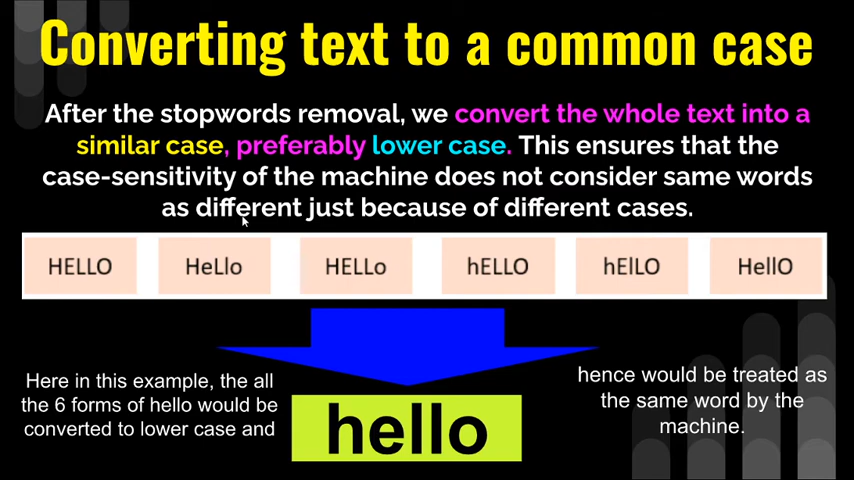 Converting text to a common case
After the stopwords removal, we convert the whole text into a
similar case, preferably lower case. This ensures that the
case-sensitivity of the machine does not consider same words
as different just because of different cases.
HELLO HeLlo HELLo hELLO hElLO HellO
Here in this example, the all
the 6 forms of hello would be
converted to lower case and
hello
hence would be treated as
the same word by the
machine.